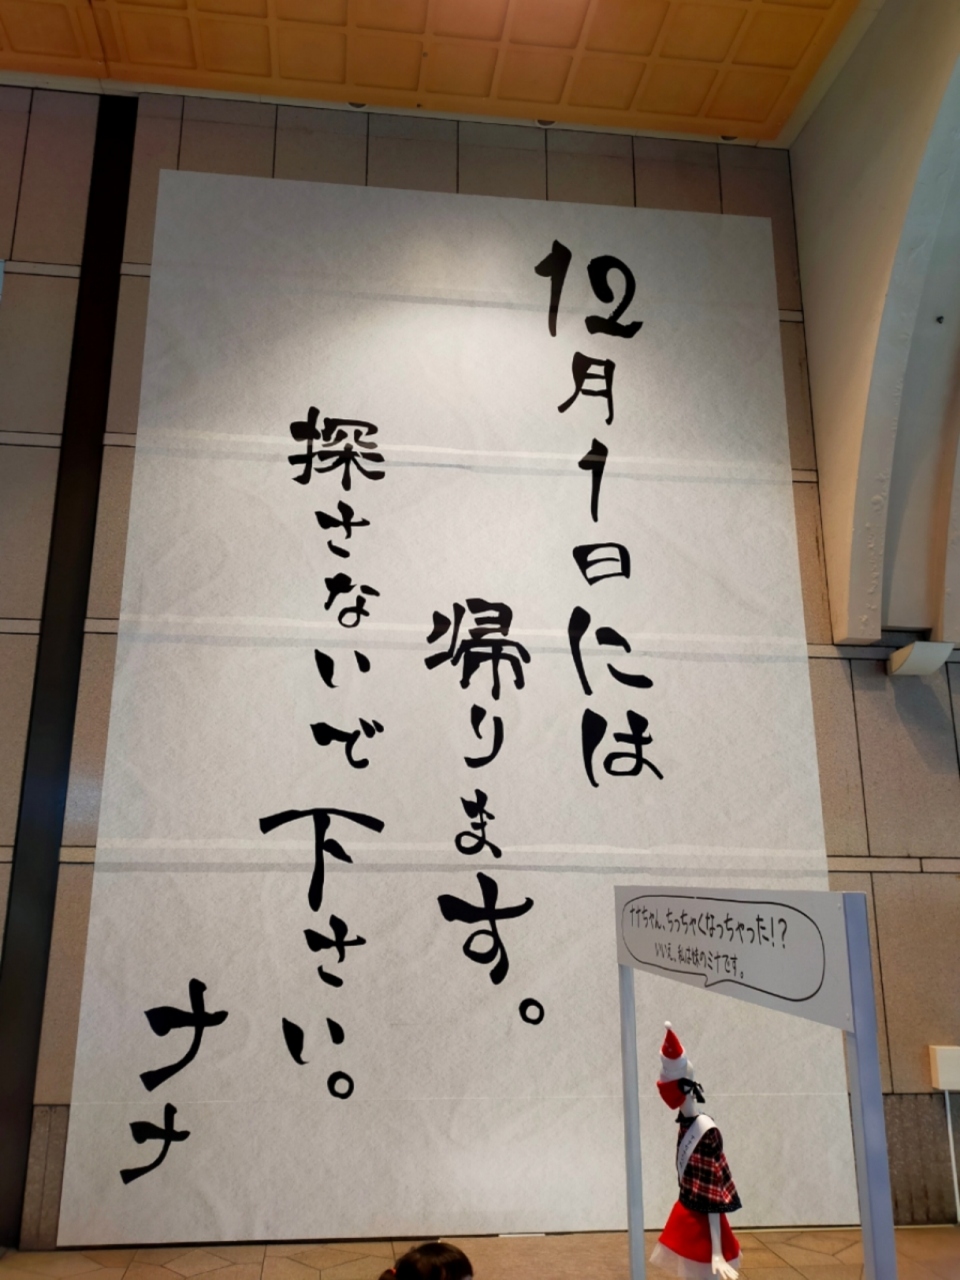 12月1日には
帰ります。
探さないで下さい。
ナナ
ナナちゃん、ちっちゃくなっちゃった!?
いいえ、私は妹のミナです。